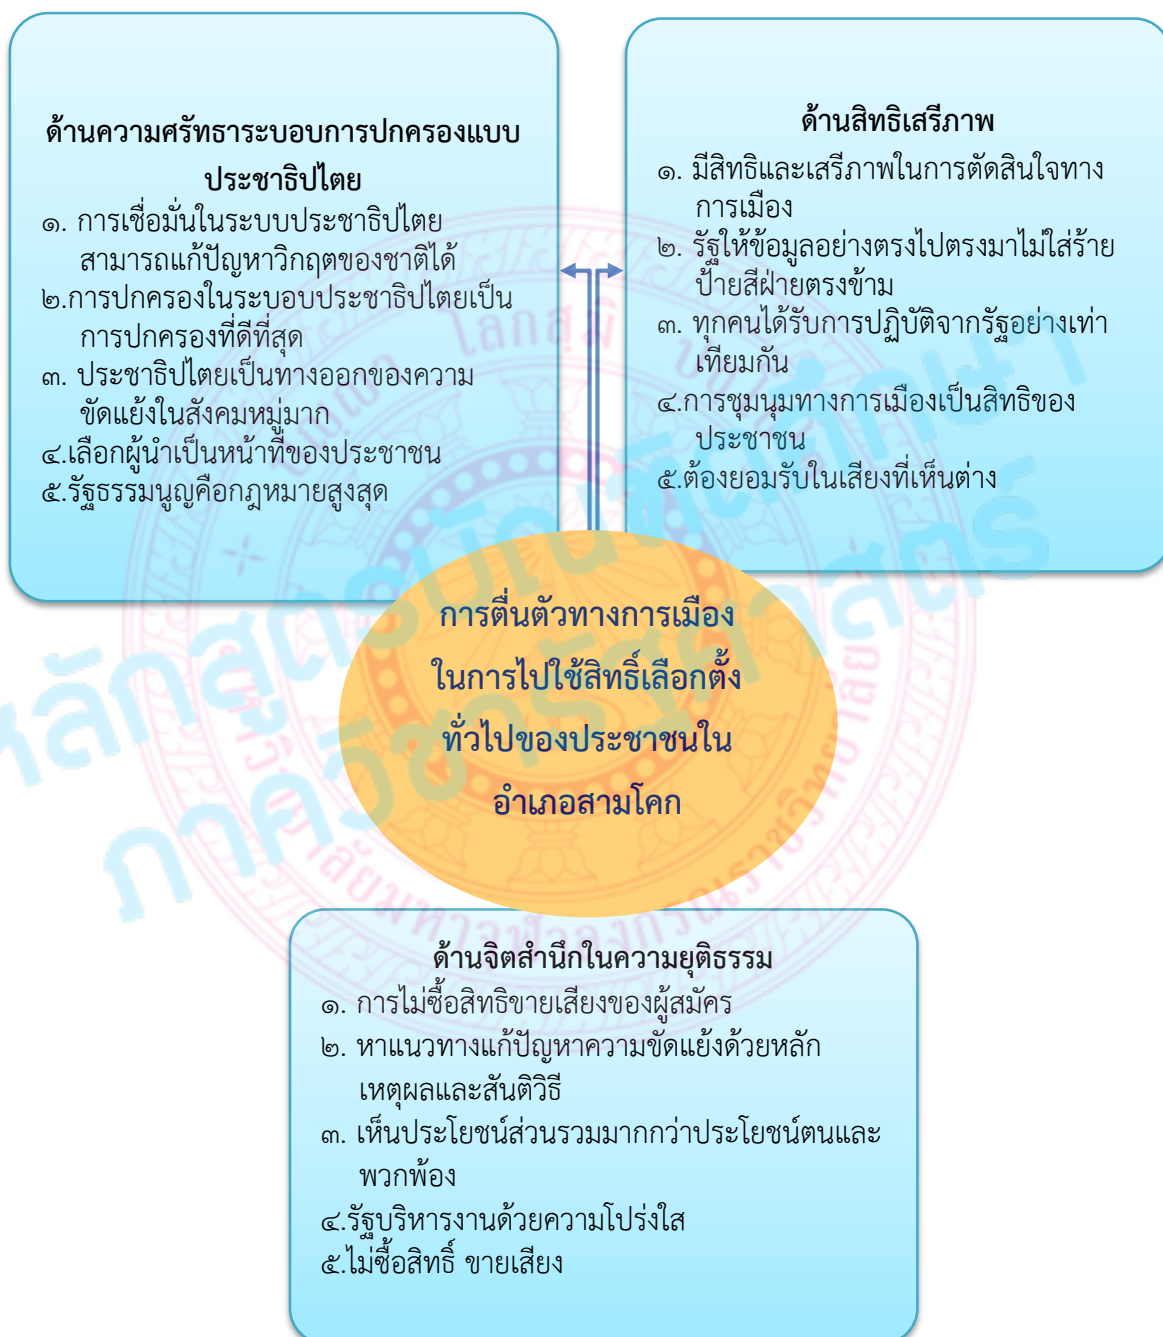 ด้านความศรัทธาระบอบการปกครองแบบ
ประชาธิปไตย
๑. การเชื่อมั่นในระบบประชาธิปไตย
สามารถแก้ปัญหาวิกฤตของชาติได้
๒.การปกครองในระบอบประชาธิปไตยเป็น
การปกครองที่ดีที่สุด
๓. ประชาธิปไตยเป็นทางออกของความ
ขัดแย้งในสังคมหมู่มาก
๔.เลือกผู้นำเป็นหน้าที่ของประชาชน
๕.รัฐธรรมนูญคือกฎหมายสูงสุด
ด้านสิทธิเสรีภาพ
๑. มีสิทธิและเสรีภาพในการตัดสินใจทาง
การเมือง
๒. รัฐให้ข้อมูลอย่างตรงไปตรงมาไม่ใส่ร้าย
ป้ายสีฝ่ายตรงข้าม
๓. ทุกคนได้รับการปฏิบัติจากรัฐอย่างเท่า
เทียมกัน
๔.การชุมนุมทางการเมืองเป็นสิทธิของ
ประชาชน
๕.ต้องยอมรับในเสียงที่เห็นต่าง
การตื่นตัวทางการเมือง
ในการไปใช้สิทธิ์เลือกตั้ง
ทั่วไปของประชาชนใน
อำเภอสามโคก
ด้านจิตสำนึกในความยุติธรรม
๑. การไม่ซื้อสิทธิขายเสียงของผู้สมัคร
๒. หาแนวทางแก้ปัญหาความขัดแย้งด้วยหลัก
เหตุผลและสันติวิธี
๓. เห็นประโยชน์ส่วนรวมมากกว่าประโยชน์ตนและ
พวกพ้อง
๔.รัฐบริหารงานด้วยความโปร่งใส
๕.ไม่ซื้อสิทธิ์ ขายเสียง
หลักสูตรบัณฑิตศึกษา
ภาควิชารัฐศาสตร์